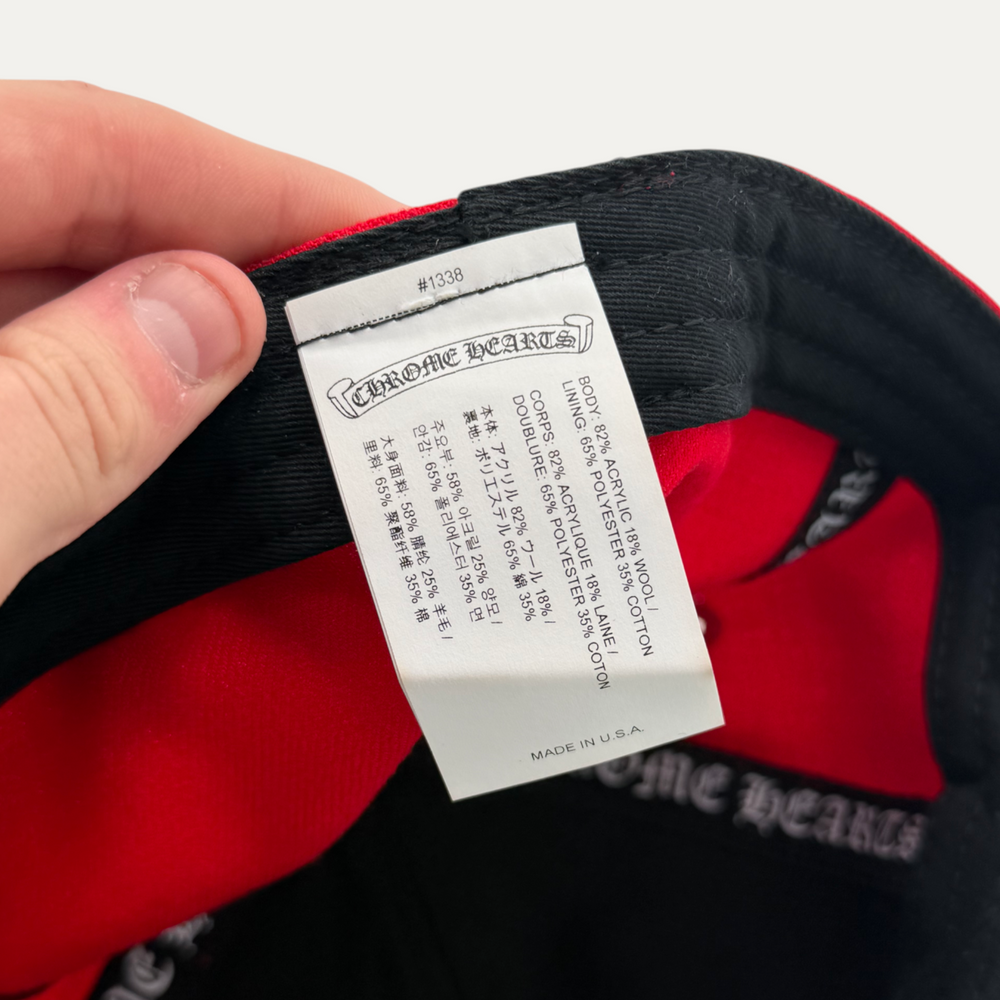 #1338
CHROME HEARTS
BODY: 82% ACRYLIC 18% WOOL /
LINING: 65% POLYESTER 35% COTTON
CORPS: 82% ACRYLIQUE 18% LAINE /
DOUBLURE: 65% POLYESTER 35% COTON
本体: アクリル 82% ウール 18% /
裏地: ポリエステル 65% 綿 35%
주요부: 58% 아크릴 25% 양모 /
안감: 65% 폴리에스터 35% 면
大身面料: 58% 腈纶 25% 羊毛 /
里料: 65% 聚酯纤维 35% 棉
MADE IN U.S.A.
OME HEARTS